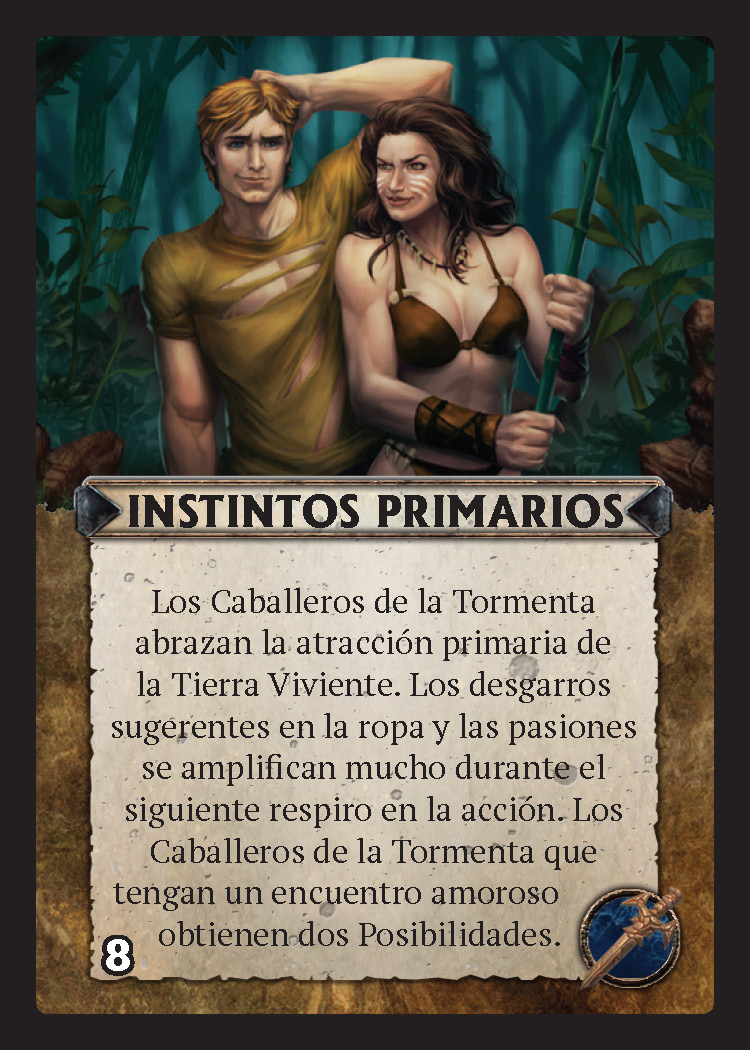 INSTINTOS PRIMARIOS
Los Caballeros de la Tormenta
abrazan la atracción primaria de
la Tierra Viviente. Los desgarros
sugerentes en la ropa y las pasiones
se amplifican mucho durante el
siguiente respiro en la acción. Los
Caballeros de la Tormenta que
tengan un encuentro amoroso
obtienen dos Posibilidades.
8